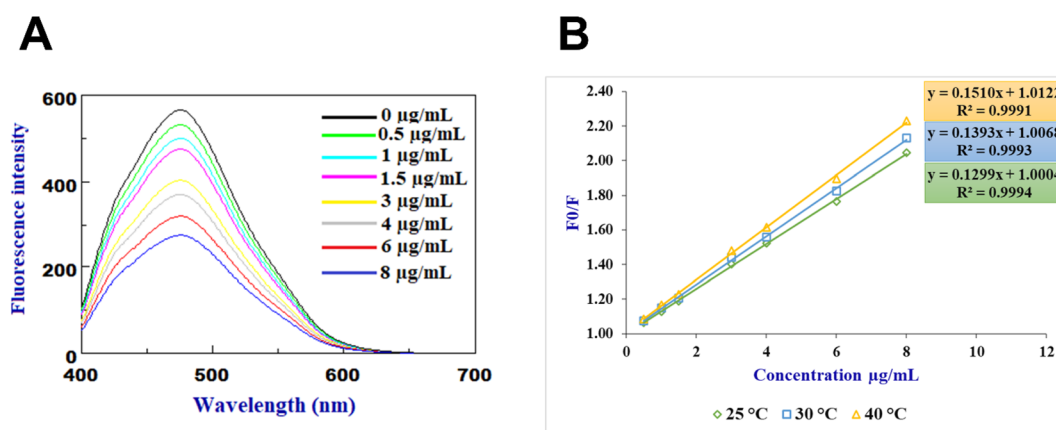 A
B
600
400
200
0
400
500
600
700
Fluorescence intensity
Wavelength (nm)
0 µg/mL
0.5 µg/mL
1 µg/mL
1.5 µg/mL
3 µg/mL
4 µg/mL
6 µg/mL
8 µg/mL
2.40
2.20
2.00
1.80
1.60
1.40
1.20
1.00
F0/F
0
2
4
6
8
10
12
Concentration µg/mL
y = 0.1510x + 1.012
R² = 0.9991
y = 0.1393x + 1.0068
R² = 0.9993
y = 0.1299x + 1.0004
R² = 0.9994
25 °C
30 °C
40 °C